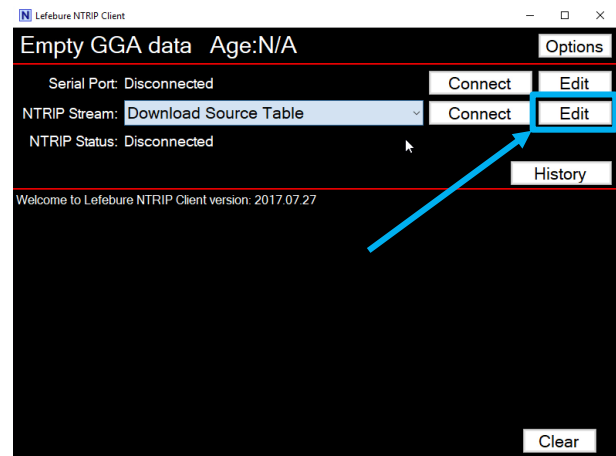 N Lefebure NTRIP Client
Empty GGA data Age:N/A Options
Serial Port: Disconnected Connect Edit
NTRIP Stream: Download Source Table Connect Edit
NTRIP Status: Disconnected
History
Welcome to Lefebure NTRIP Client version: 2017.07.27
Clear